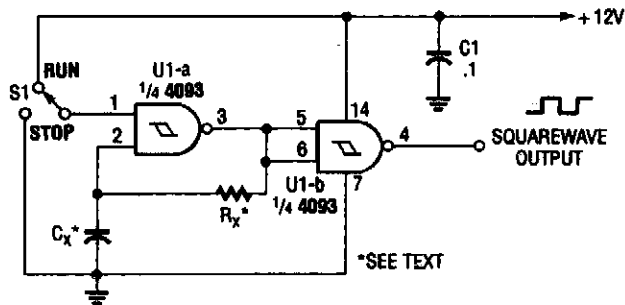 + 12V
C1
.1
RUN
S1
STOP
U1-a
1/4 4093
1
2
3
5
6
14
4
7
U1-b
1/4 4093
SQUAREWAVE
OUTPUT
RX*
CX*
*SEE TEXT